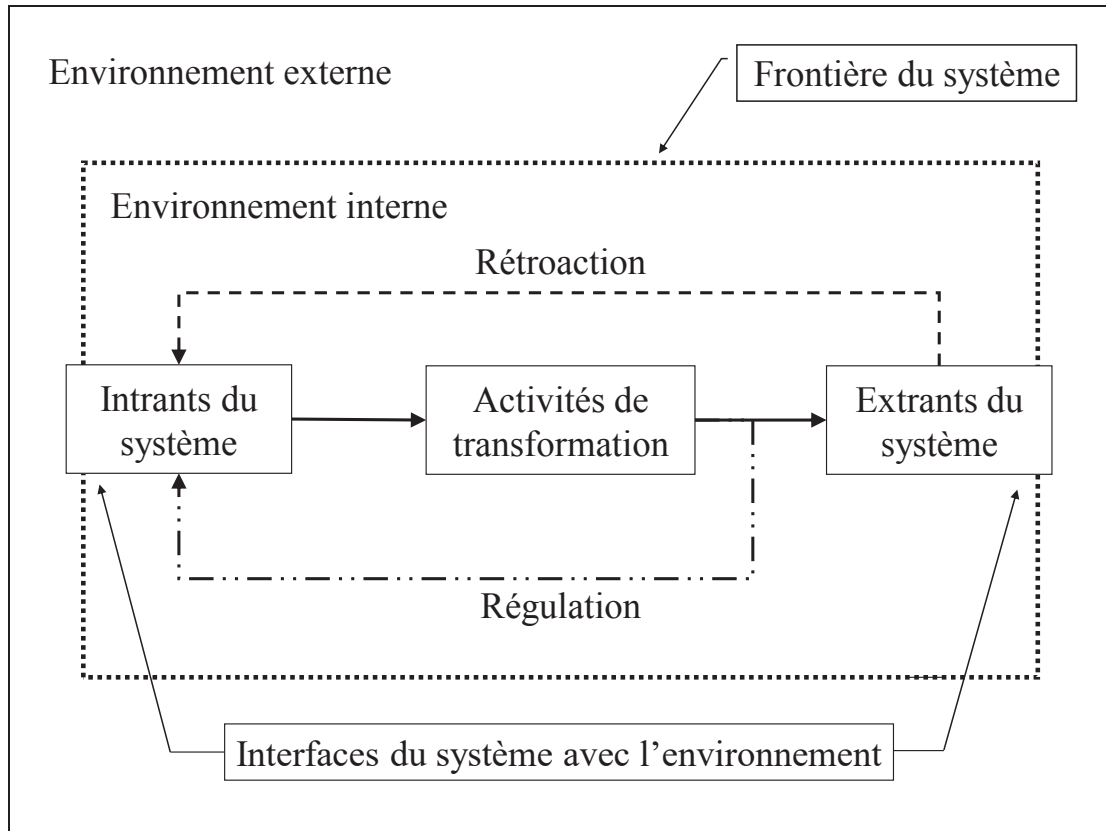 Environnement externe
Frontière du système
Environnement interne
Rétroaction
Intrants du
système
Activités de
transformation
Extrants du
système
Régulation
Interfaces du système avec l’environnement